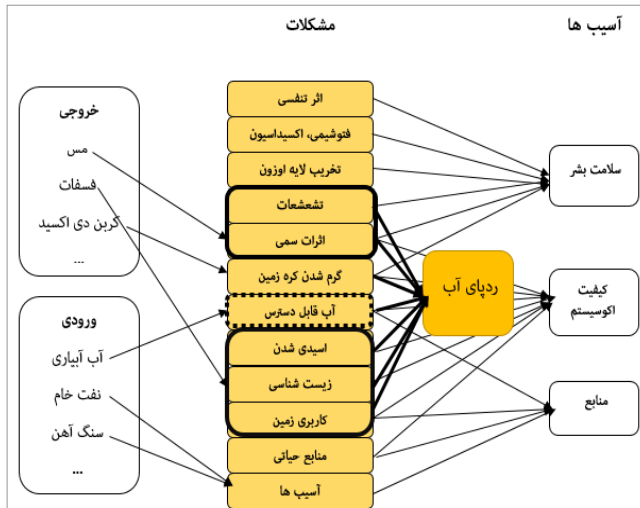 آسیب ها
مشکلات
خروجی
مس
فسفات
کربن دی اکسید
...
ورودی
آب آبیاری
نفت خام
سنگ آهن
...
اثر تنفسی
فتوشیمی، اکسیداسیون
تخریب لایه اوزون
تشعشعات
اثرات سمی
گرم شدن کره زمین
آب قابل دسترس
اسیدی شدن
زیست شناسی
کاربری زمین
منابع حیاتی
آسیب ها
ردپای آب
سلامت بشر
کیفیت
اکوسیستم
منابع